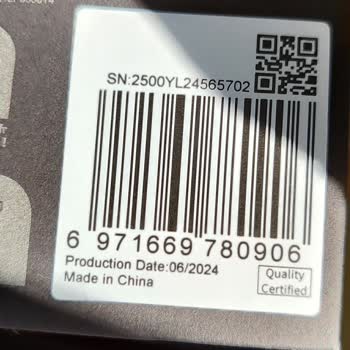 SN:2500YL24565702
6 971669 780906
Production Date:06/2024
Made in China
Quality
Certified